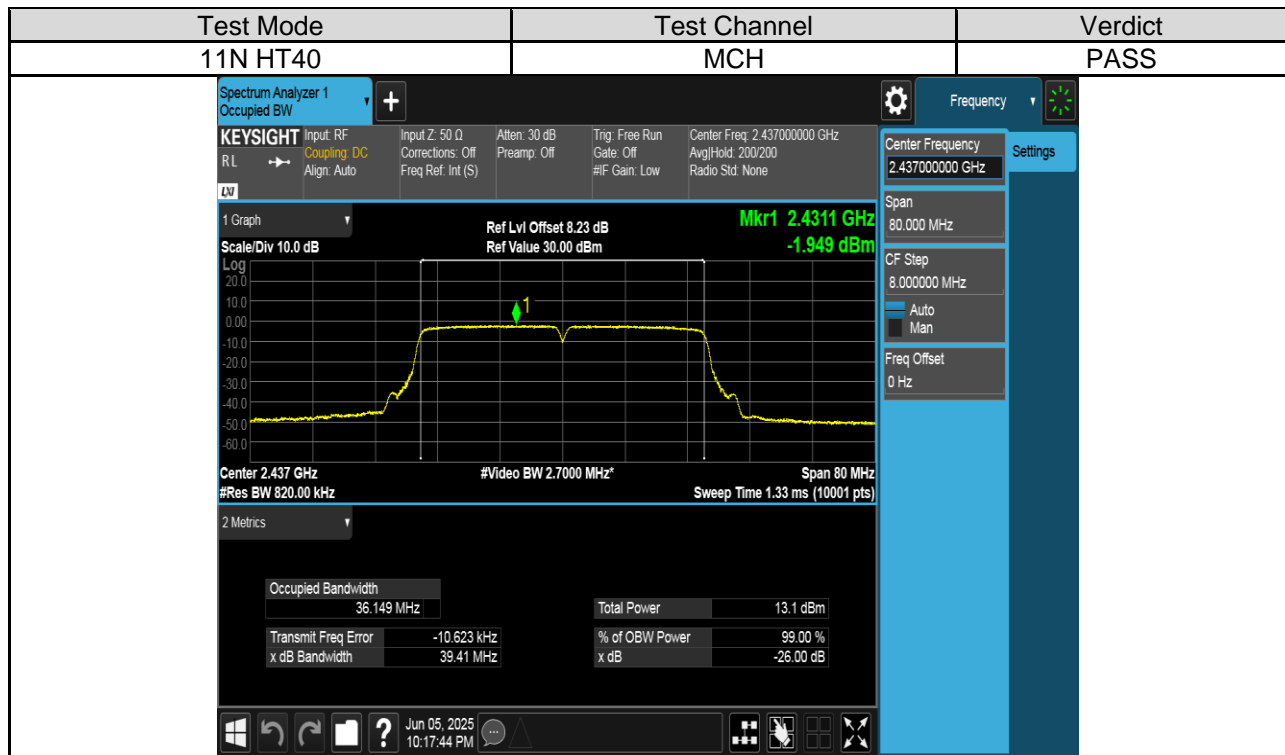 Test Mode Test Channel Verdict
11N HT40 MCH PASS
Spectrum Analyzer 1
Occupied BW
+
Frequency
KEYSIGHT
RL
LXI
Input: RF
Coupling: DC
Align: Auto
Input Z: 50 Ω
Corrections: Off
Freq Ref: Int (S)
Atten: 30 dB
Preamp: Off
Trig: Free Run
Gate: Off
#IF Gain: Low
Center Freq: 2.437000000 GHz
Avg|Hold: 200/200
Radio Std: None
Center Frequency
2.437000000 GHz
Settings
Span
80.000 MHz
CF Step
8.000000 MHz
Auto
Man
Freq Offset
0 Hz
1 Graph
Scale/Div 10.0 dB
Ref Lvl Offset 8.23 dB
Ref Value 30.00 dBm
Mkr1 2.4311 GHz
-1.949 dBm
Log
20.0
10.0
0.00
-10.0
-20.0
-30.0
-40.0
-50.0
-60.0
1
Center 2.437 GHz #Video BW 2.7000 MHz* Span 80 MHz
#Res BW 820.00 kHz Sweep Time 1.33 ms (10001 pts)
2 Metrics
Occupied Bandwidth
36.149 MHz Total Power 13.1 dBm
Transmit Freq Error -10.623 kHz % of OBW Power 99.00 %
x dB Bandwidth 39.41 MHz x dB -26.00 dB
? Jun 05, 2025
10:17:44 PM